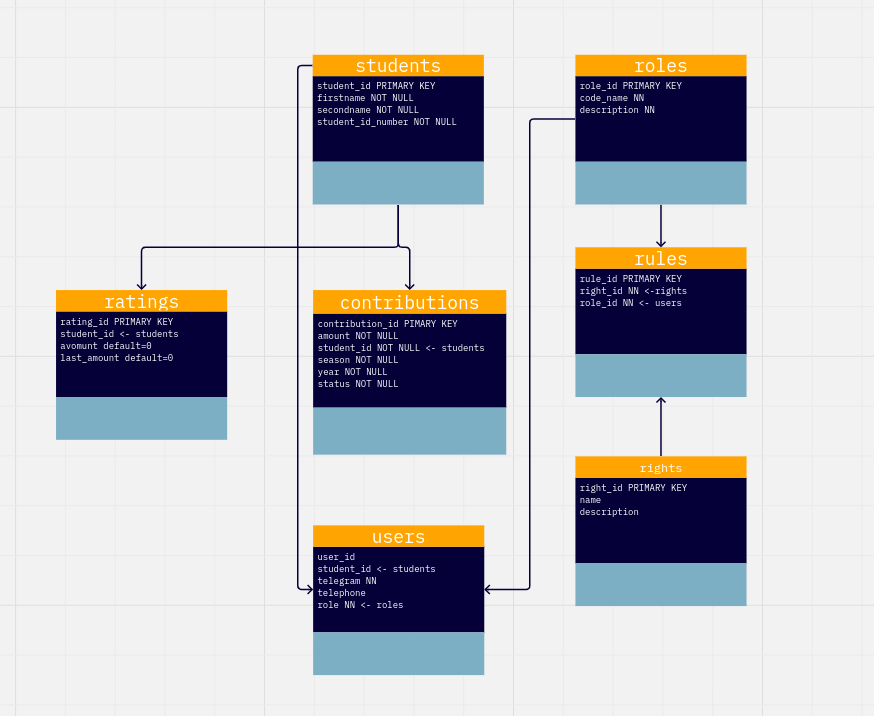 students
student_id PRIMARY KEY
firstname NOT NULL
secondname NOT NULL
student_id_number NOT NULL
roles
role_id PRIMARY KEY
code_name NN
description NN
rules
rule_id PRIMARY KEY
right_id NN <-rights
role_id NN <- users
ratings
rating_id PRIMARY KEY
student_id <- students
avomunt default=0
last_amount default=0
contributions
contribution_id PIMARY KEY
amount NOT NULL
student_id NOT NULL <- students
season NOT NULL
year NOT NULL
status NOT NULL
rights
right_id PRIMARY KEY
name
description
users
user_id
student_id <- students
telegram NN
telephone
role NN <- roles